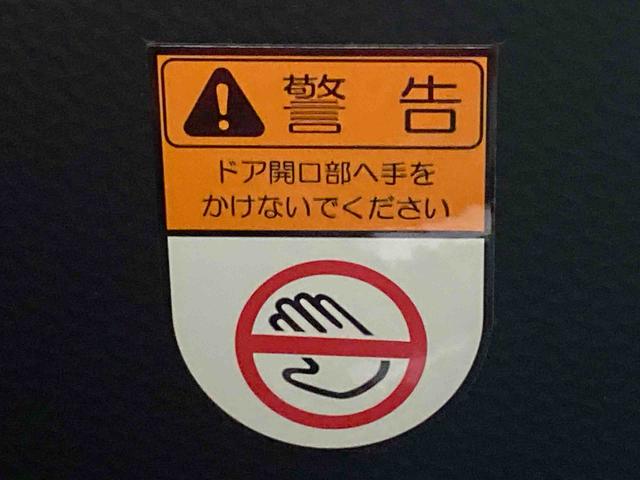 警告
ドア開口部へ手を
かけないでください